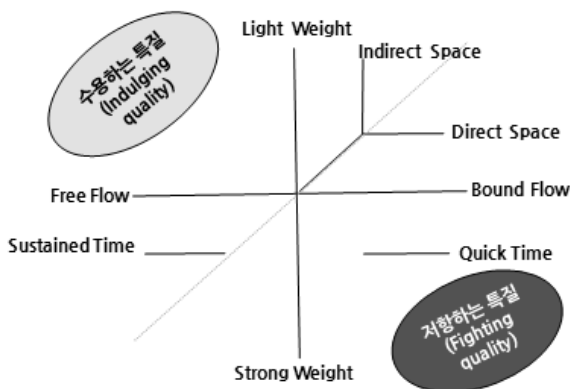 수용하는 특질
(Indulging
quality)
Light Weight
Indirect Space
Direct Space
Free Flow
Bound Flow
Sustained Time
Quick Time
저항하는 특질
(Fighting
quality)
Strong Weight